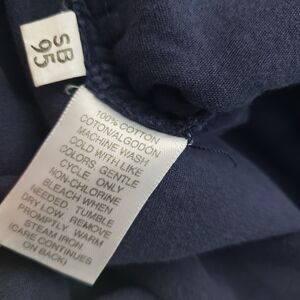 SB
95
100% COTTON
COTON/ALGODON
MACHINE WASH
COLD WITH LIKE
COLORS GENTLE
CYCLE ONLY
NON-CHLORINE
BLEACH WHEN
NEEDED TUMBLE
DRY LOW REMOVE
PROMPTLY WARM
STEAM IRON
(CARE CONTINUES
ON BACK)